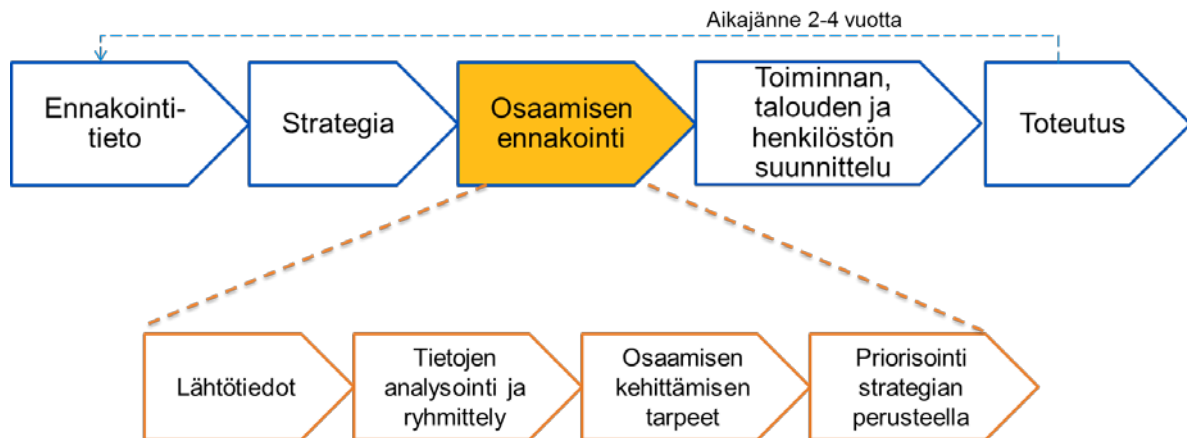 Aikajänne 2-4 vuotta
Ennakointi-
tieto
Strategia
Osaamisen
ennakointi
Toiminnan,
talouden ja
henkilöstön
suunnittelu
Toteutus
Lähtötiedot
Tietojen
analysointi ja
ryhmittely
Osaamisen
kehittämisen
tarpeet
Priorisointi
strategian
perusteella